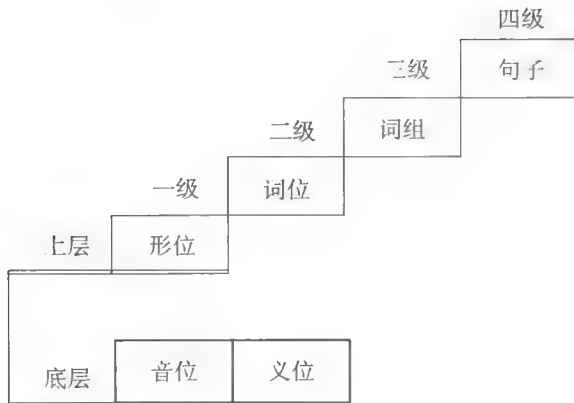 四级
三级 句子
二级 词组
一级 词位
上层 形位
底层 音位 义位